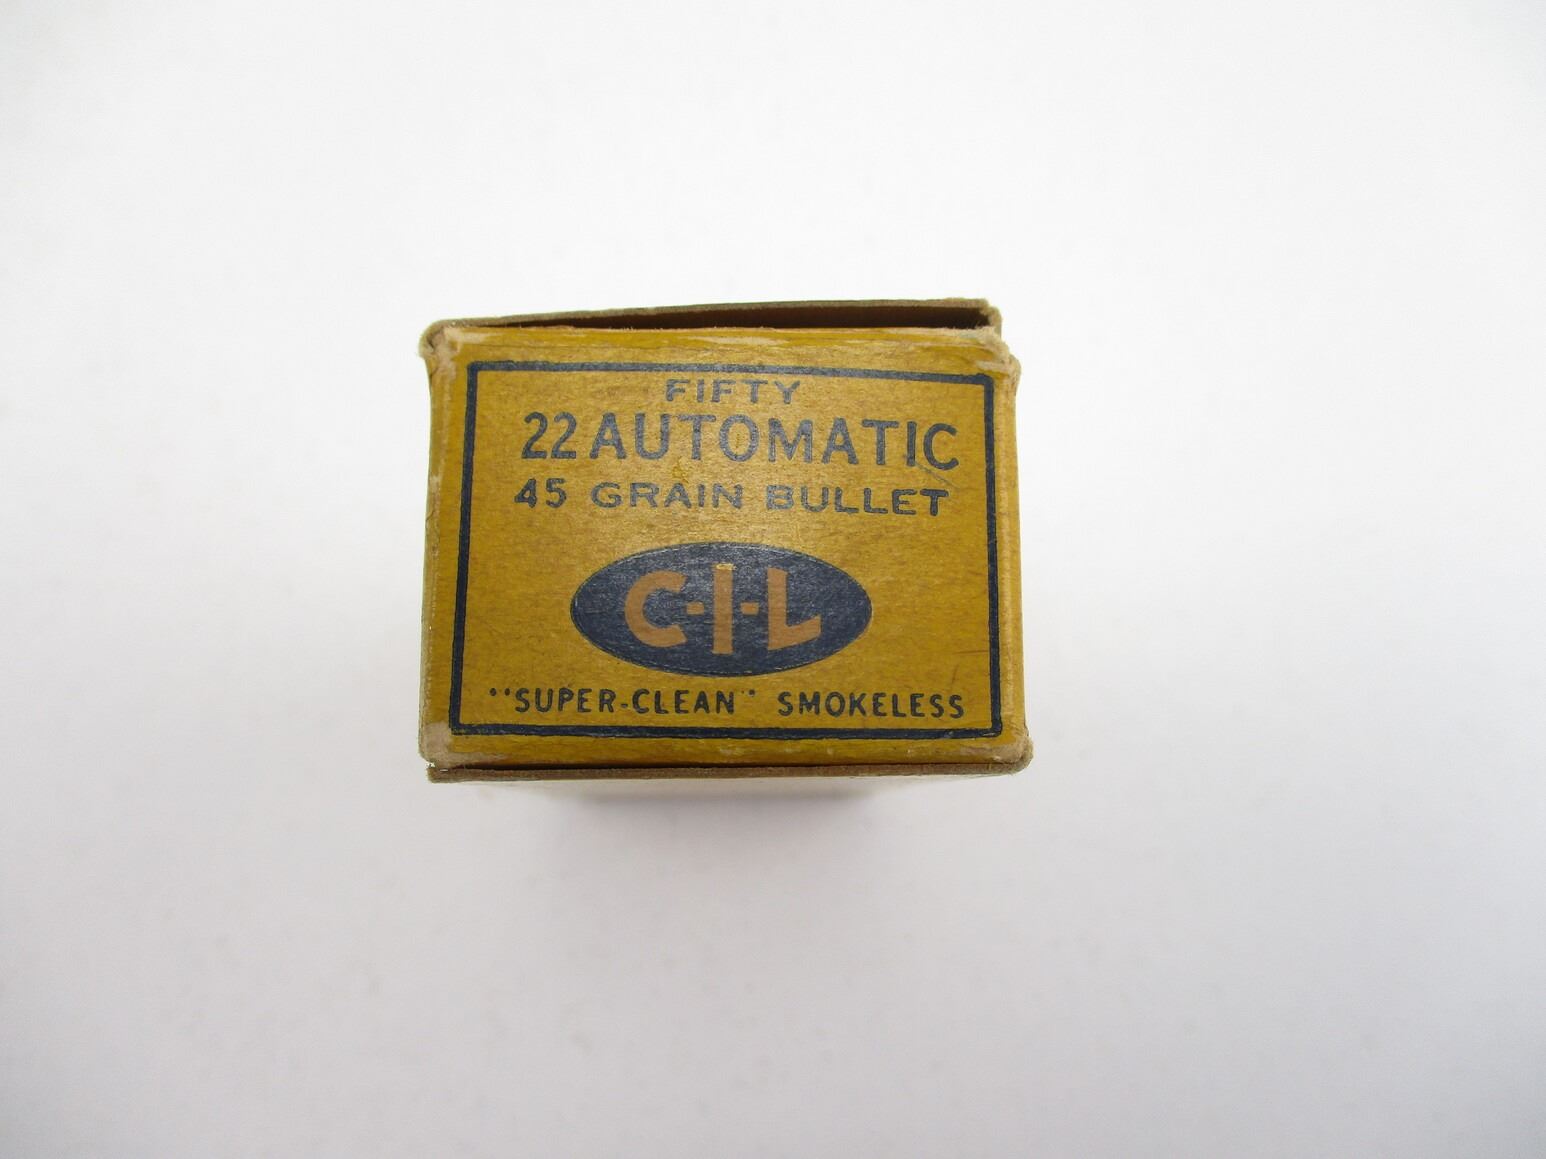 FIFTY
22 AUTOMATIC
45 GRAIN BULLET
C-I-L
"SUPER-CLEAN" SMOKELESS